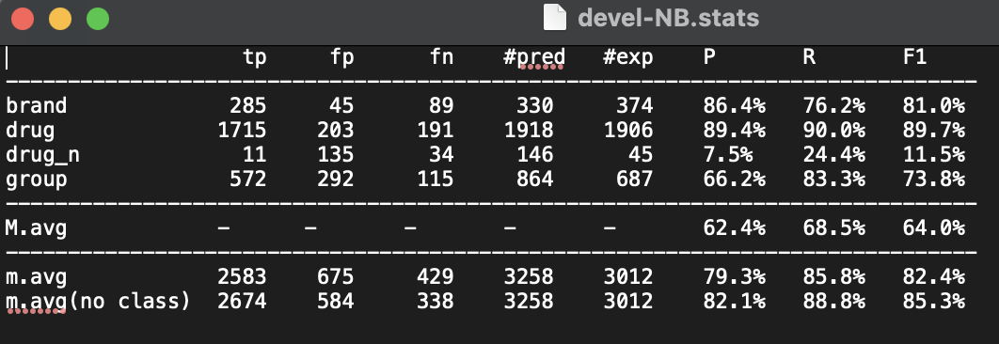 devel-NB.stats
tp fp fn #pred #exp P R F1
------------------------------------------------------------------------------
brand 285 45 89 330 374 86.4% 76.2% 81.0%
drug 1715 203 191 1918 1906 89.4% 90.0% 89.7%
drug_n 11 135 34 146 45 7.5% 24.4% 11.5%
group 572 292 115 864 687 66.2% 83.3% 73.8%
------------------------------------------------------------------------------
M.avg - - - - - 62.4% 68.5% 64.0%
------------------------------------------------------------------------------
m.avg 2583 675 429 3258 3012 79.3% 85.8% 82.4%
m.avg(no class) 2674 584 338 3258 3012 82.1% 88.8% 85.3%